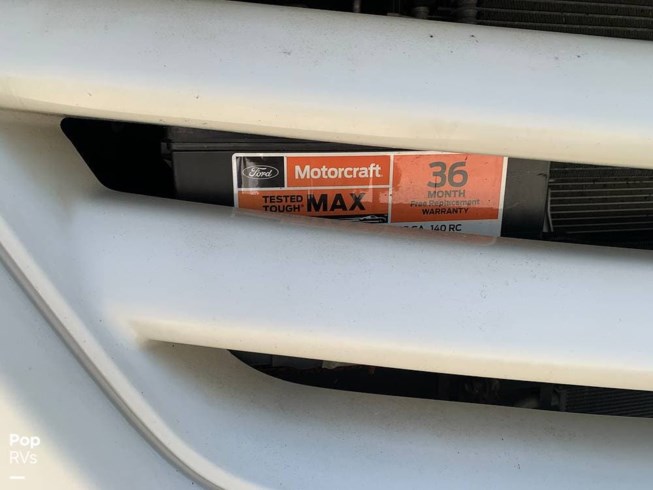 Ford
Motorcraft
TESTED TOUGH® MAX
36
MONTH
Free Replacement
WARRANTY
140 RC
Pop
RVs